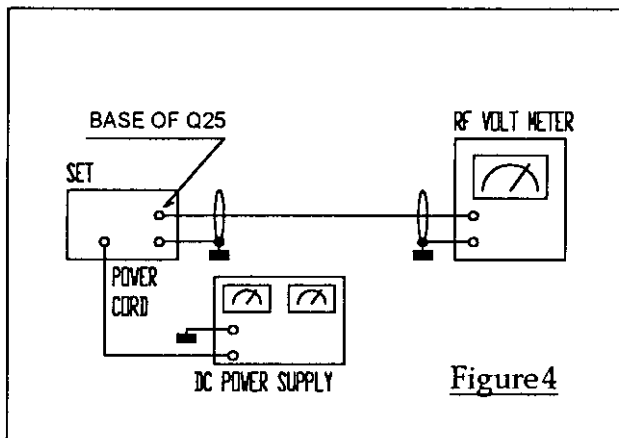 BASE OF Q25
RF VOLT METER
SET
POWER
CORD
DC POWER SUPPLY
Figure4